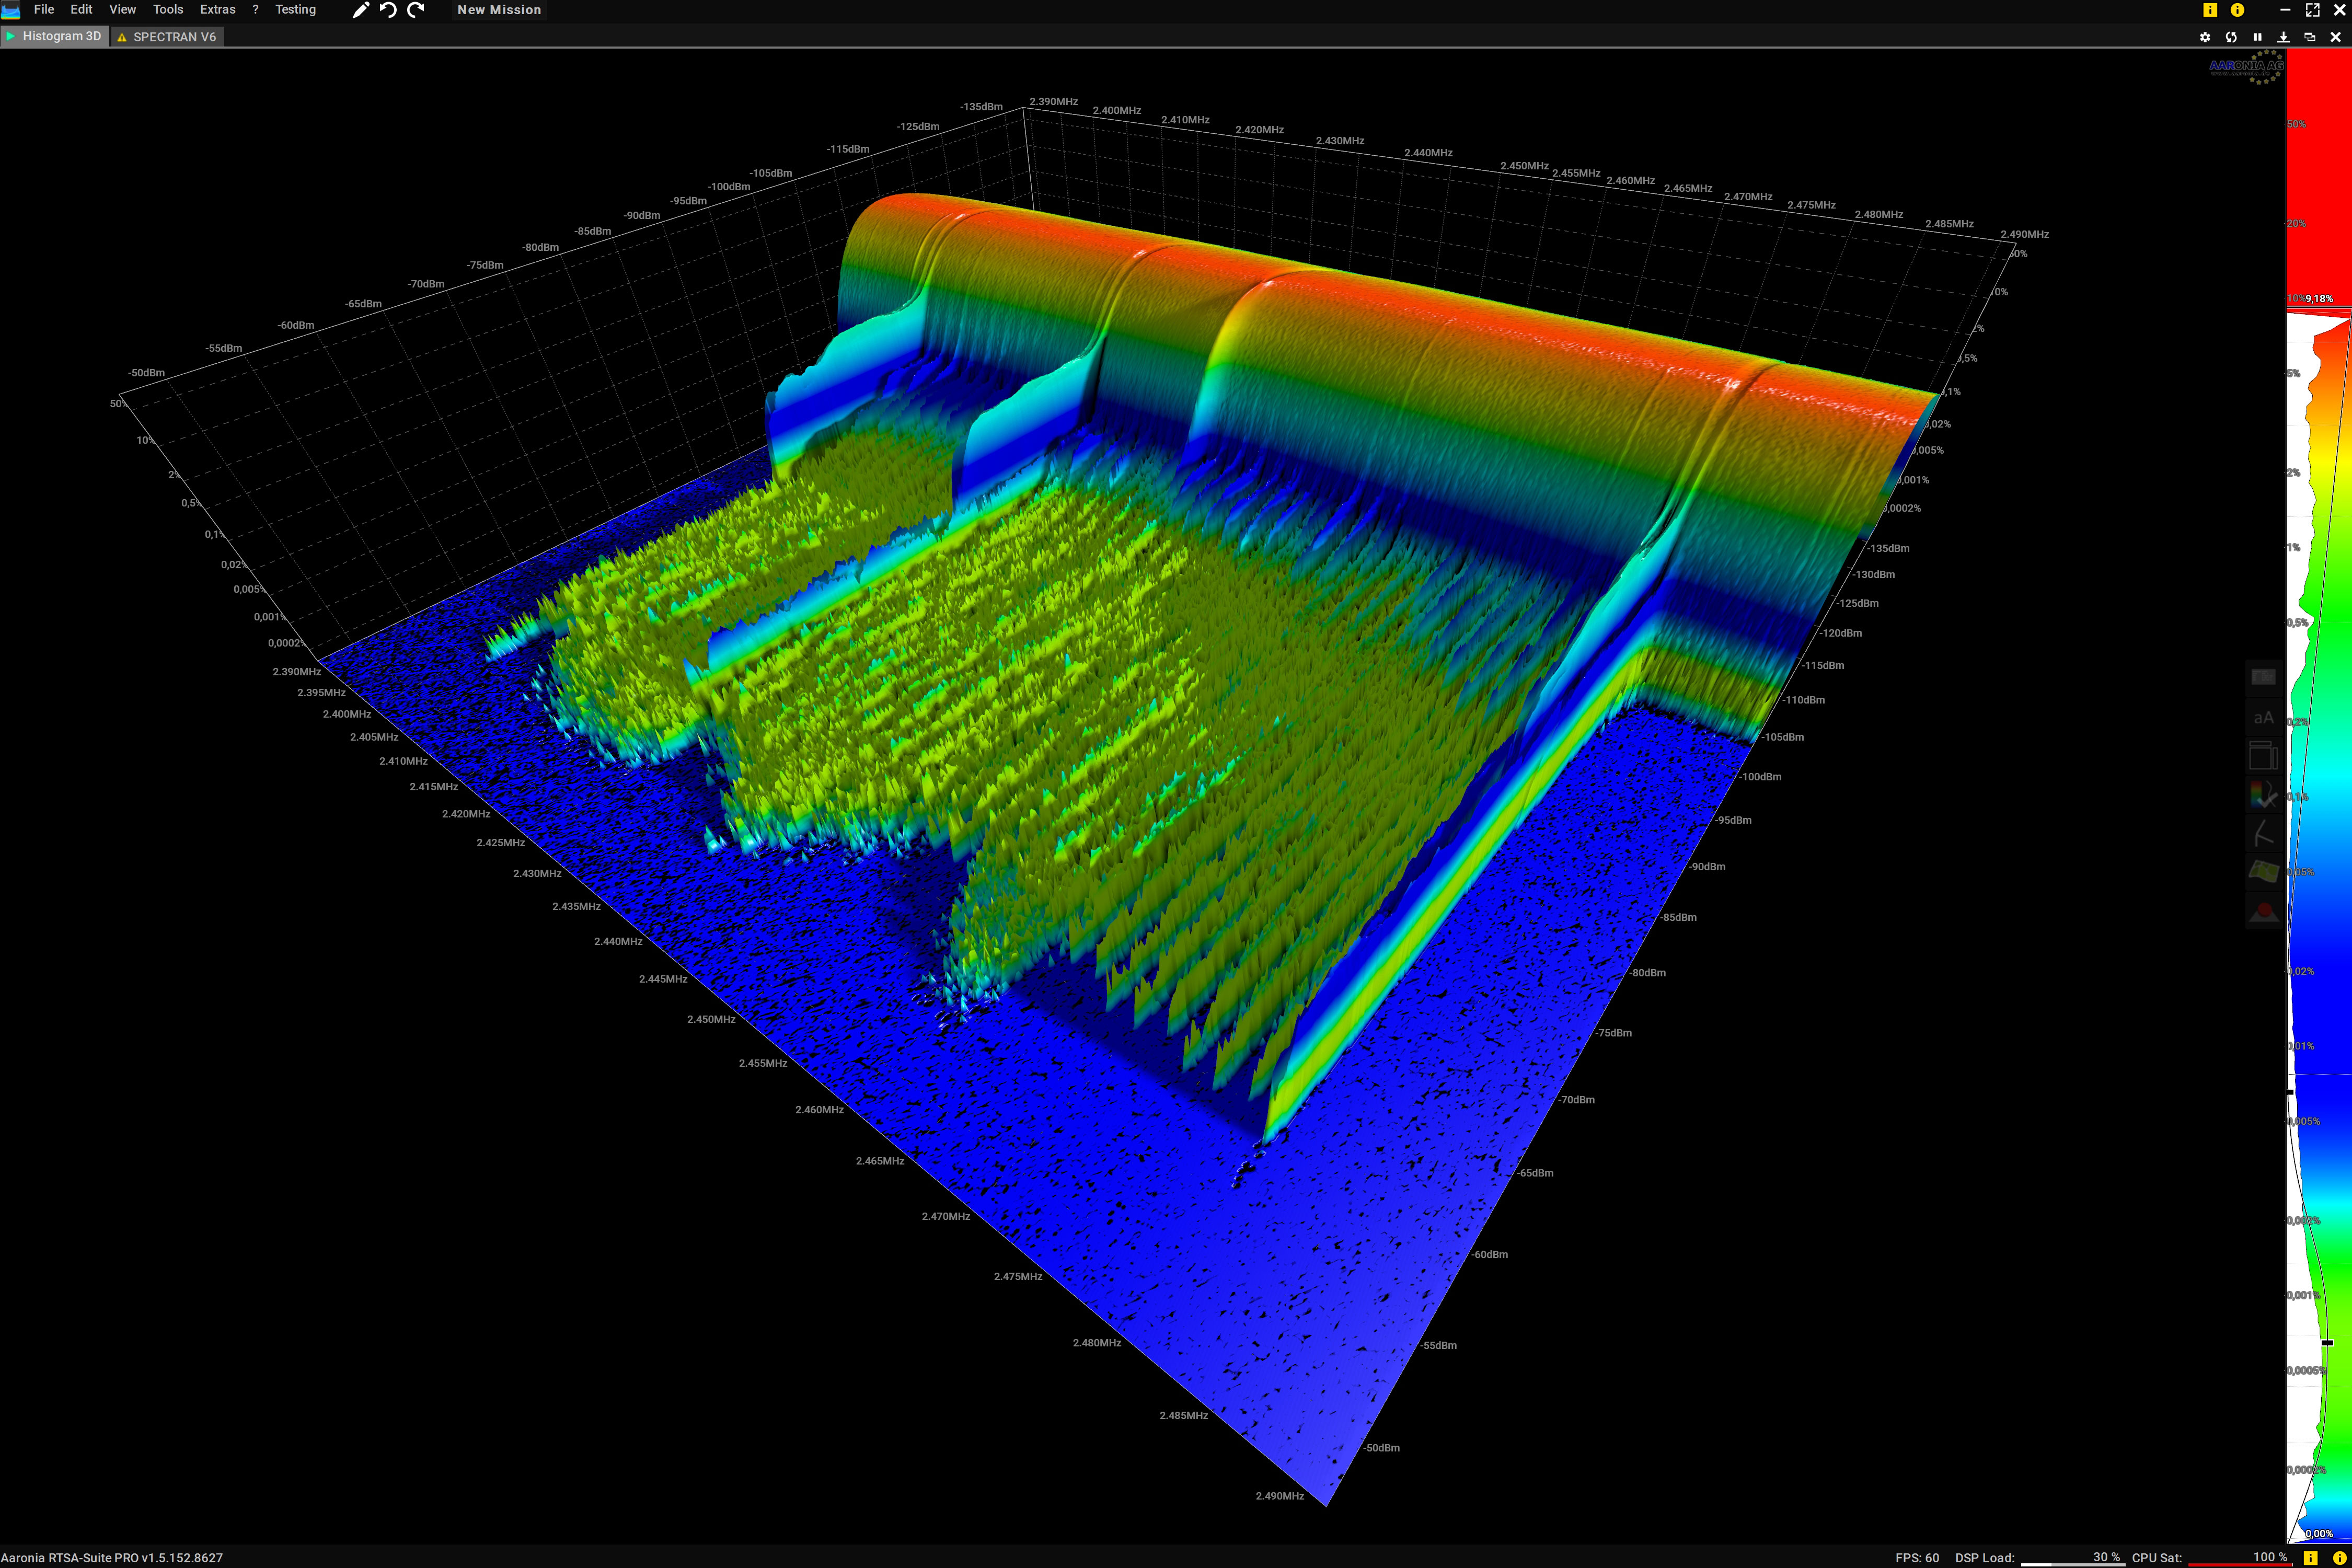 File Edit View Tools Extras ? Testing New Mission
Histogram 3D SPECTRAN V6
AARONIA AG
-135dBm
-125dBm
-115dBm
-105dBm
-100dBm
-95dBm
-90dBm
-85dBm
-80dBm
-75dBm
-70dBm
-65dBm
-60dBm
-55dBm
-50dBm
2.390MHz
2.400MHz
2.410MHz
2.420MHz
2.430MHz
2.440MHz
2.450MHz
2.455MHz
2.460MHz
2.465MHz
2.470MHz
2.475MHz
2.480MHz
2.485MHz
2.490MHz
50%
10%
2%
0,5%
0,1%
0,02%
0,005%
0,001%
0,0002%
2.390MHz
2.395MHz
2.400MHz
2.405MHz
2.410MHz
2.415MHz
2.420MHz
2.425MHz
2.430MHz
2.435MHz
2.440MHz
2.445MHz
2.450MHz
2.455MHz
2.460MHz
2.465MHz
2.470MHz
2.475MHz
2.480MHz
2.485MHz
2.490MHz
0%
0%
2%
,5%
,1%
,02%
,005%
,001%
,0002%
-135dBm
-130dBm
-125dBm
-120dBm
-115dBm
-110dBm
-105dBm
-100dBm
-95dBm
-90dBm
-85dBm
-80dBm
-75dBm
-70dBm
-65dBm
-60dBm
-55dBm
-50dBm
50%
20%
10% 9,18%
5%
2%
1%
0,5%
0,2%
0,1%
0,05%
0,02%
0,01%
0,005%
0,002%
0,001%
0,0005%
0,0002%
0,00%
aA
Aaronia RTSA-Suite PRO v1.5.152.8627
FPS: 60 DSP Load: 30 % CPU Sat: 100 %